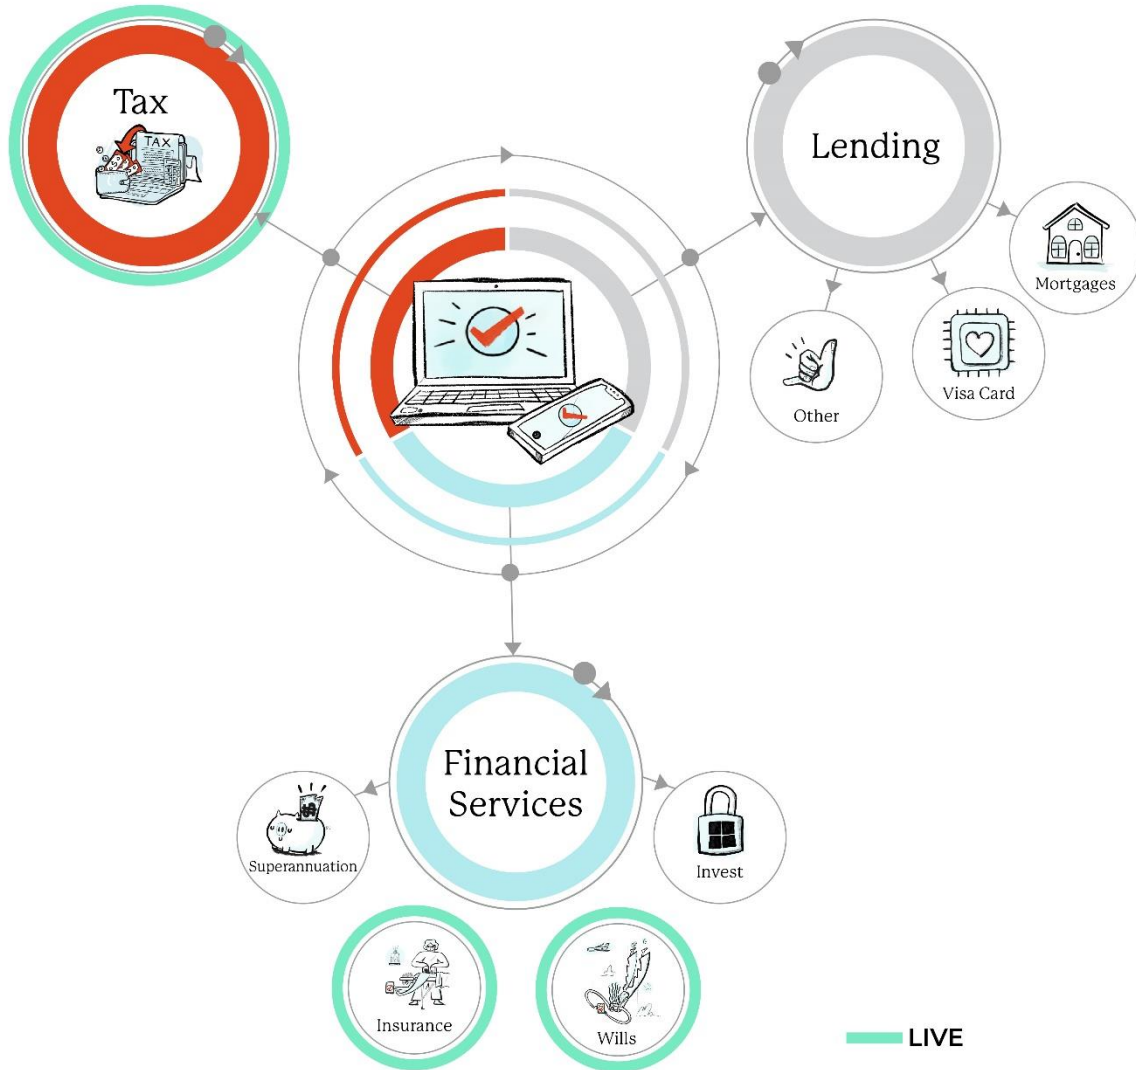 Tax
TAX
Lending
Mortgages
Visa Card
Other
Financial
Services
Superannuation
Invest
Insurance
Wills
LIVE